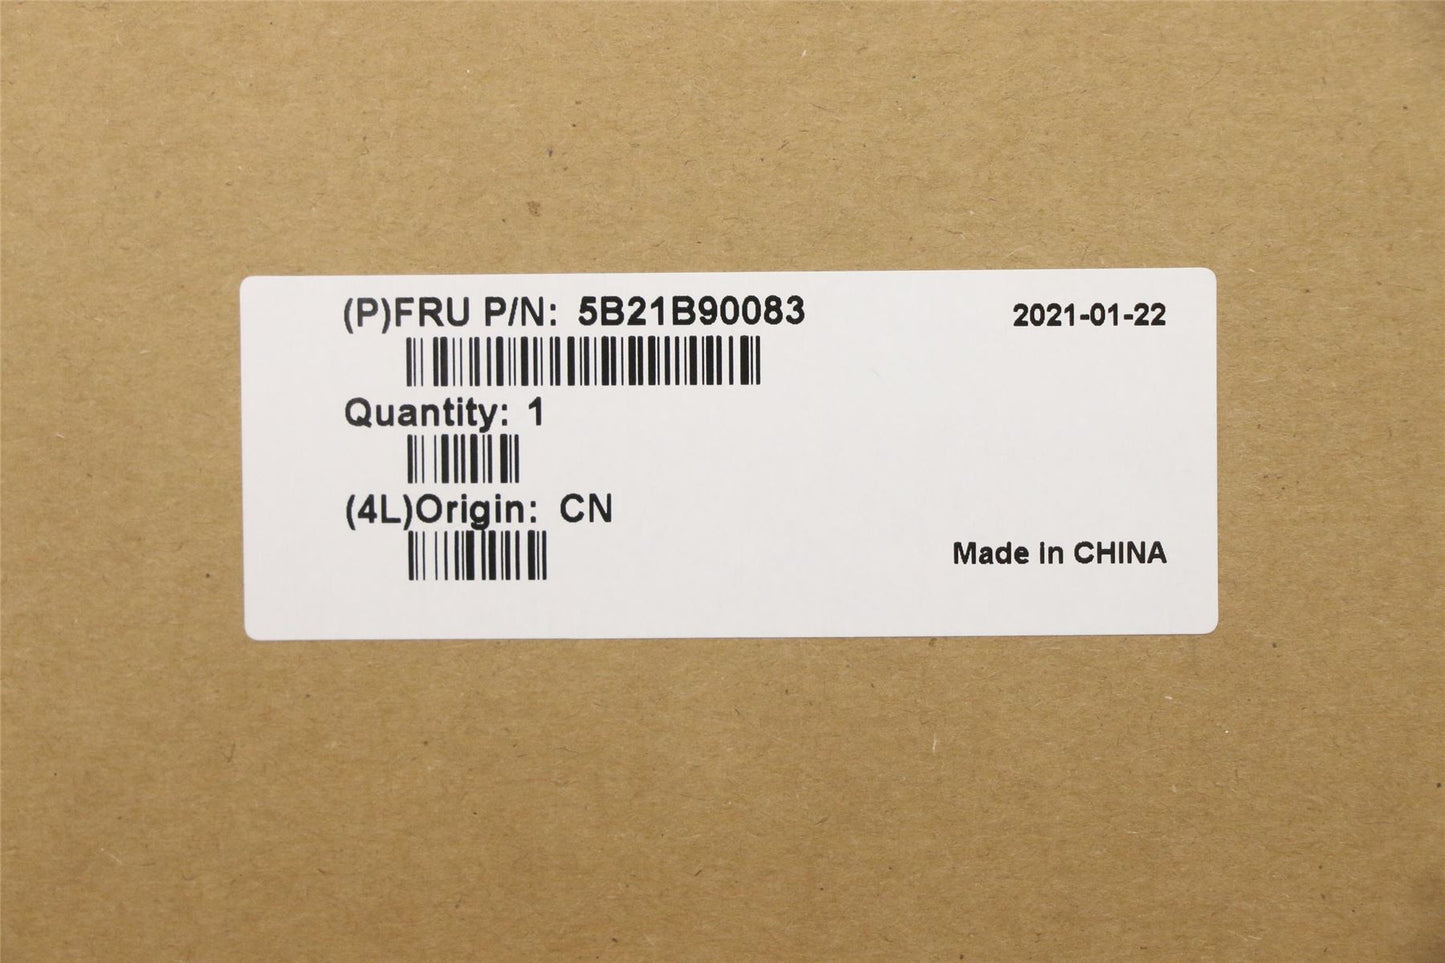 (P)FRU P/N: 5B21B90083
2021-01-22
Quantity: 1
(4L)Origin: CN
Made in CHINA